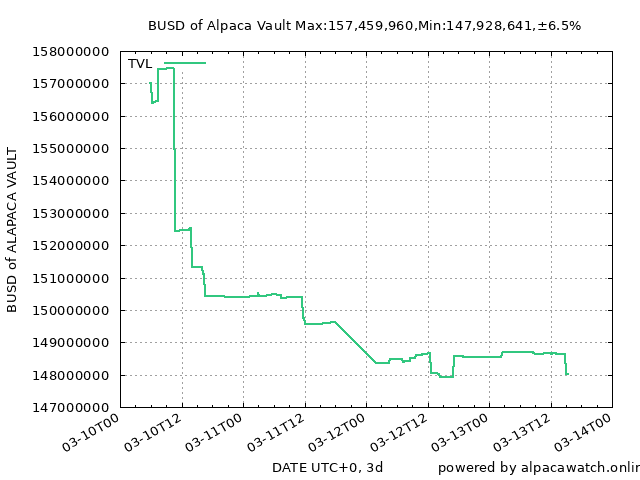 BUSD of Alpaca Vault Max:157,459,960,Min:147,928,641,±6.5%
158000000
TVL
157000000
156000000
155000000
154000000
153000000
152000000
151000000
150000000
149000000
148000000
147000000
BUSD of ALAPACA VAULT
03-10T00
03-10T12
03-11T00
03-11T12
03-12T00
03-12T12
03-13T00
03-13T12
03-14T00
DATE UTC+0, 3d
powered by alpacawatch.onlin